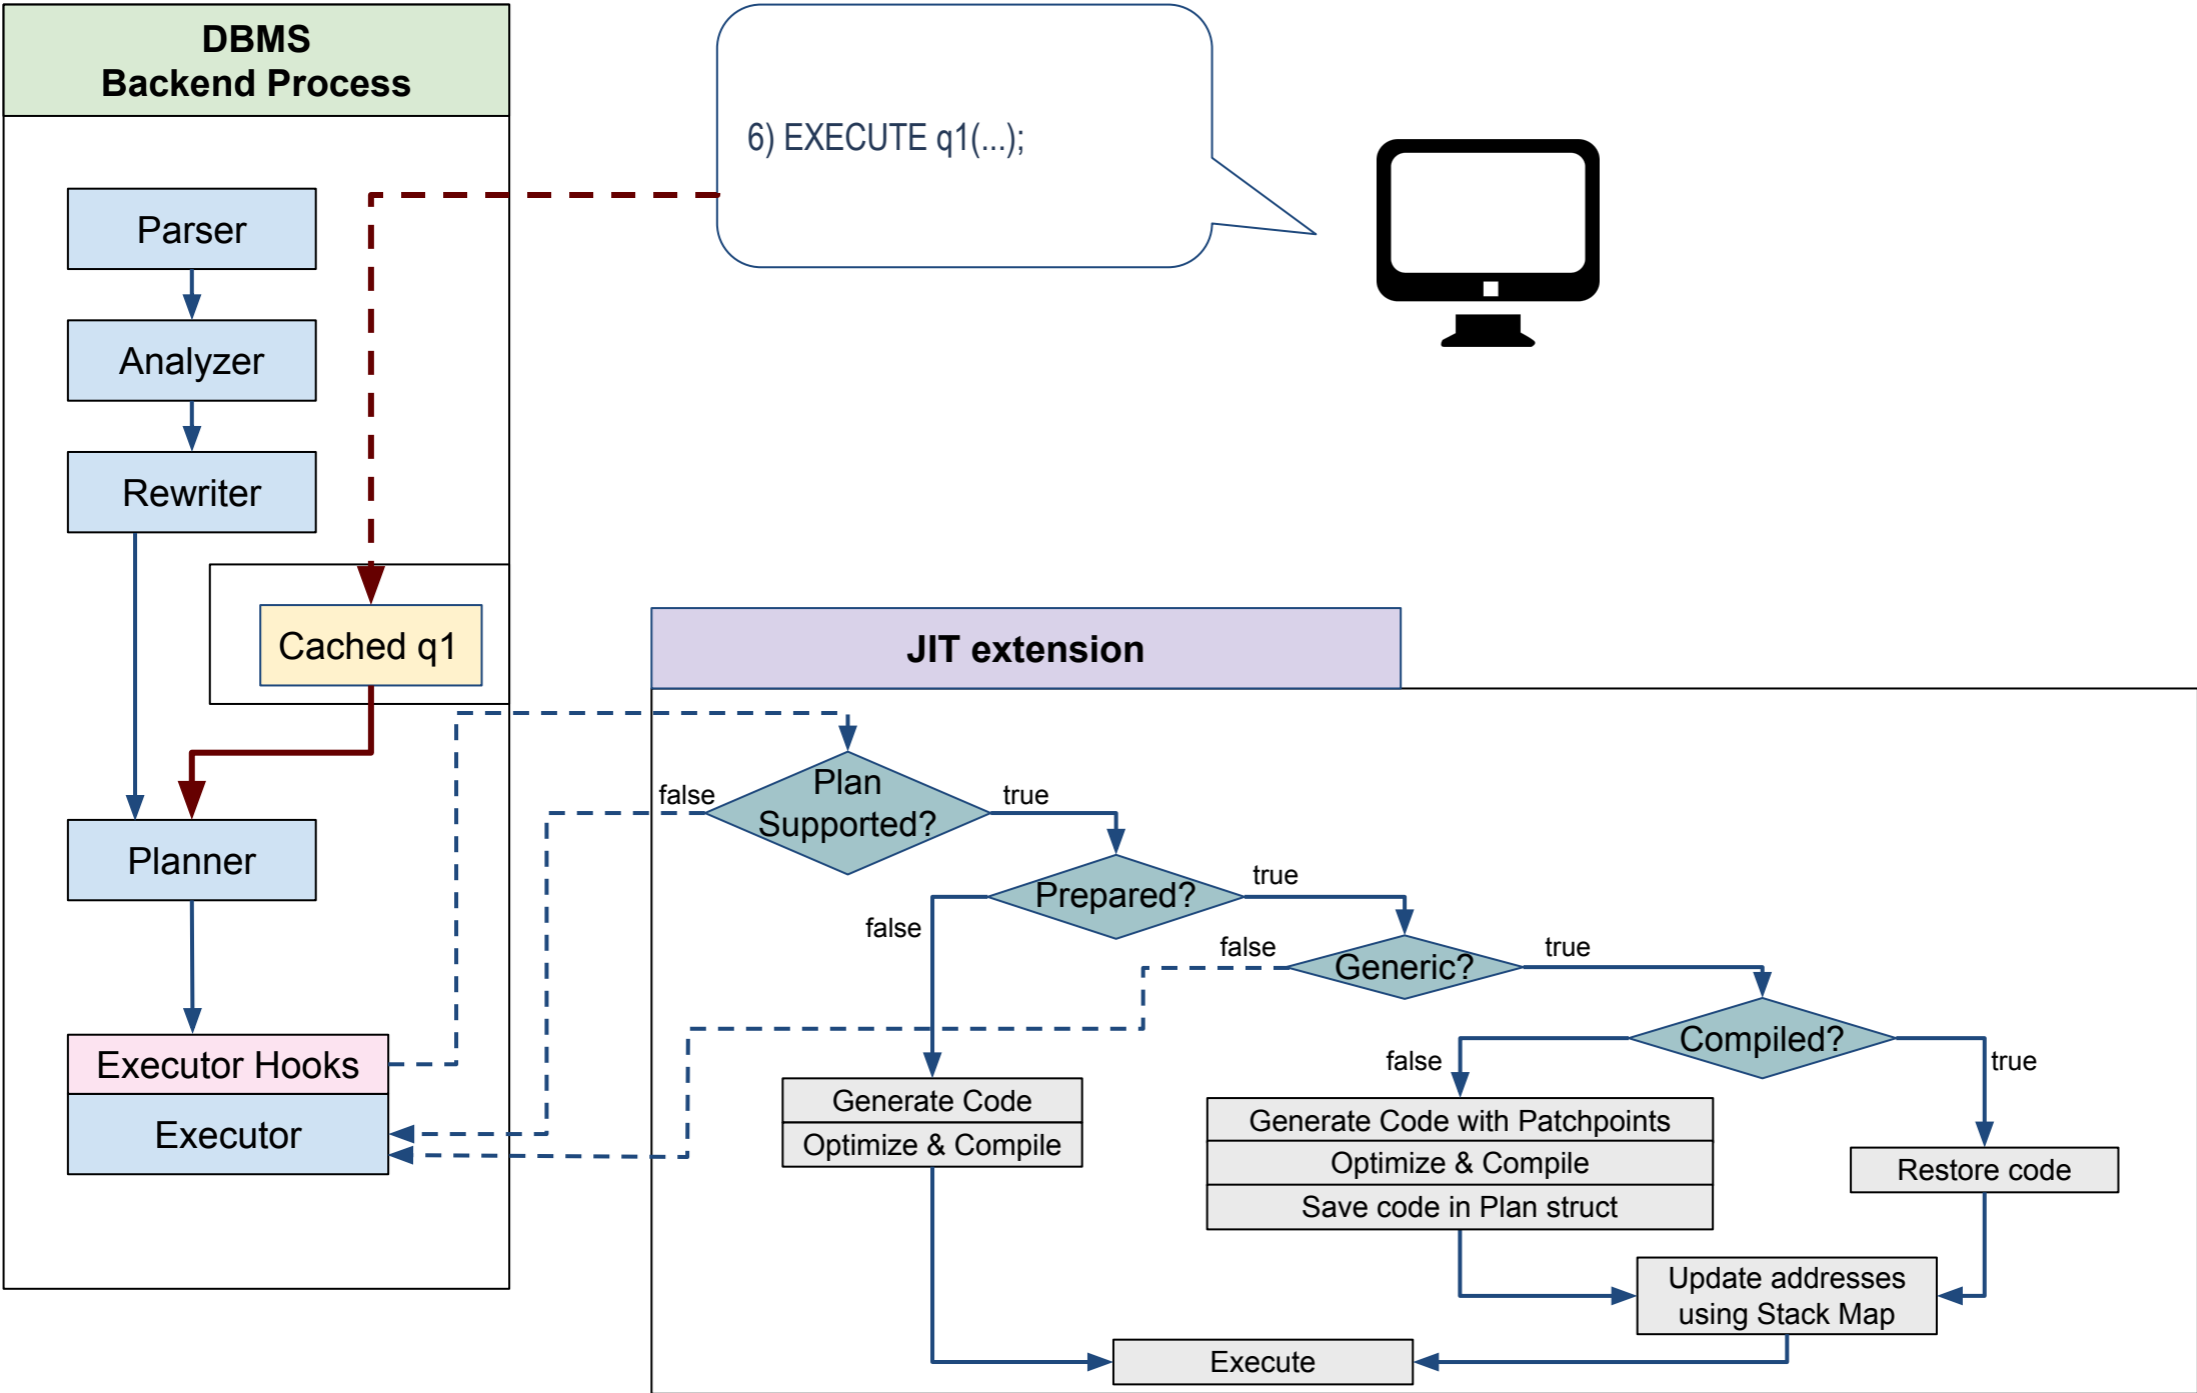 DBMS
Backend Process
6) EXECUTE q1(...);
Parser
Analyzer
Rewriter
Cached q1
Planner
Executor Hooks
Executor
JIT extension
Plan
Supported?
false
true
Prepared?
false
true
Generic?
false
true
Compiled?
false
true
Generate Code
Optimize & Compile
Generate Code with Patchpoints
Optimize & Compile
Save code in Plan struct
Restore code
Update addresses
using Stack Map
Execute